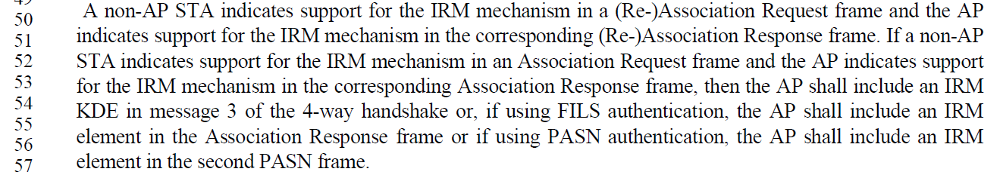 50 A non-AP STA indicates support for the IRM mechanism in a (Re-)Association Request frame and the AP
51 indicates support for the IRM mechanism in the corresponding (Re-)Association Response frame. If a non-AP
52 STA indicates support for the IRM mechanism in an Association Request frame and the AP indicates support
53 for the IRM mechanism in the corresponding Association Response frame, then the AP shall include an IRM
54 KDE in message 3 of the 4-way handshake or, if using FILS authentication, the AP shall include an IRM
55
56 element in the Association Response frame or if using PASN authentication, the AP shall include an IRM
57 element in the second PASN frame.